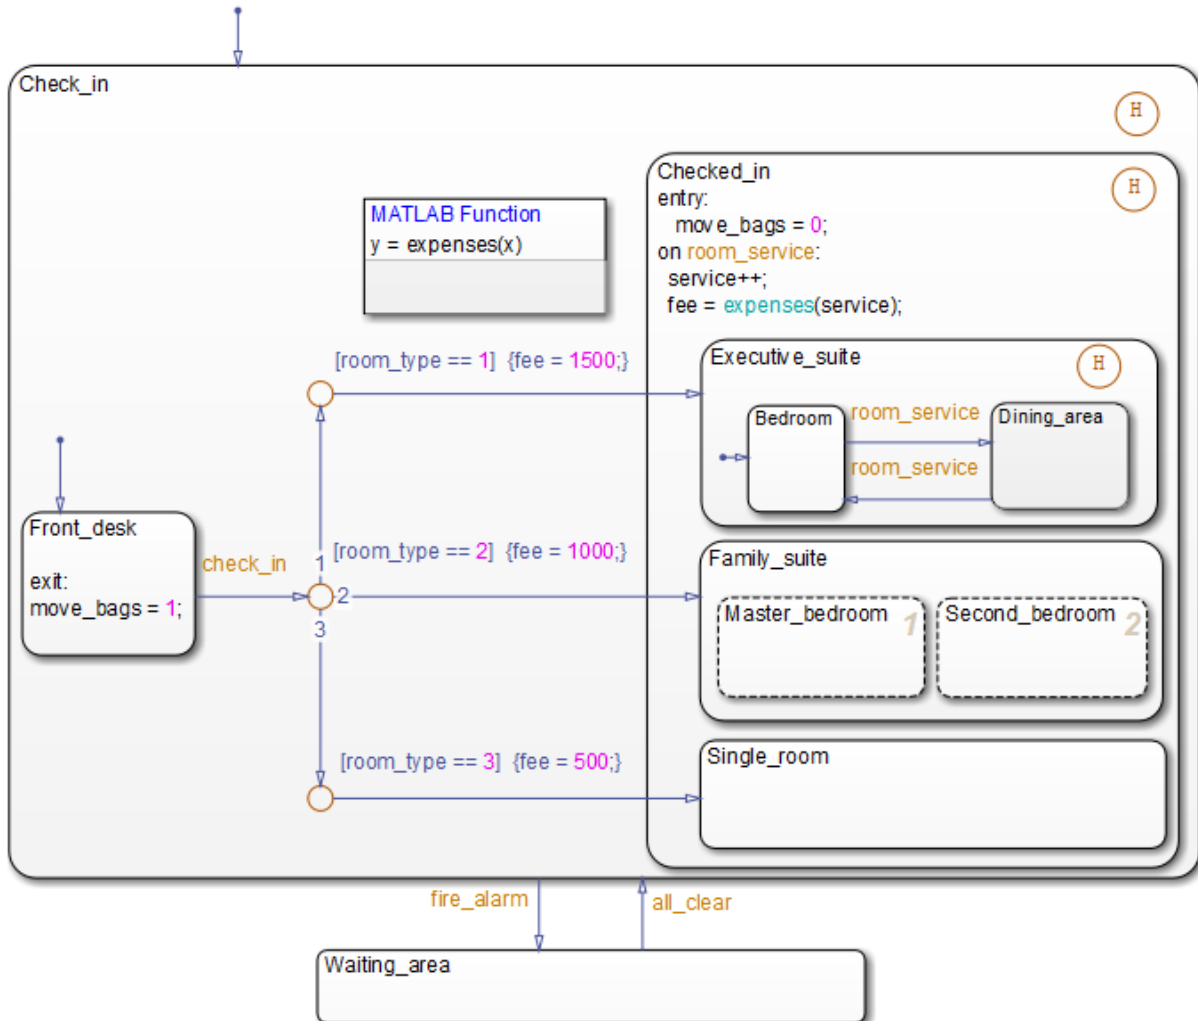 Check_in
H
Checked_in
H
entry:
move_bags = 0;
on room_service:
service++;
fee = expenses(service);
MATLAB Function
y = expenses(x)
[room_type == 1] {fee = 1500;}
Executive_suite
H
Bedroom
room_service
Dining_area
room_service
Front_desk
exit:
move_bags = 1;
check_in
1
2
3
[room_type == 2] {fee = 1000;}
Family_suite
Master_bedroom 1
Second_bedroom 2
[room_type == 3] {fee = 500;}
Single_room
fire_alarm
all_clear
Waiting_area